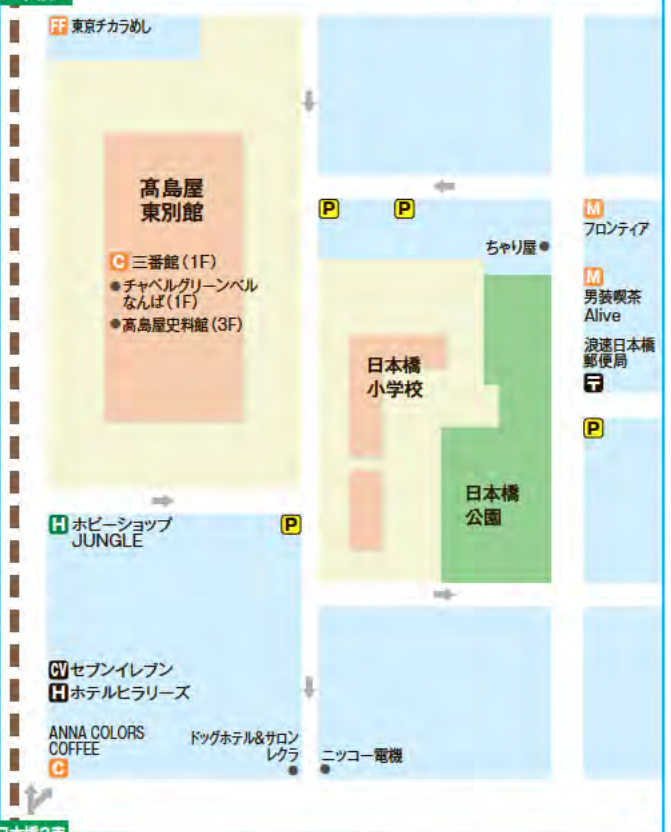 FF 東京チカラめし
髙島屋
東別館
C 三番館(1F)
●チャペルグリーンベル
なんば(1F)
●髙島屋史料館(3F)
P
P
ちゃり屋●
M
フロンティア
M
男装喫茶
Alive
浪速日本橋
郵便局
〒
P
日本橋
小学校
日本橋
公園
H ホビーショップ
JUNGLE
P
CV セブンイレブン
H ホテルヒラリーズ
ANNA COLORS
COFFEE
C
ドッグホテル&サロン
レクラ
●
ニッコー電機
●